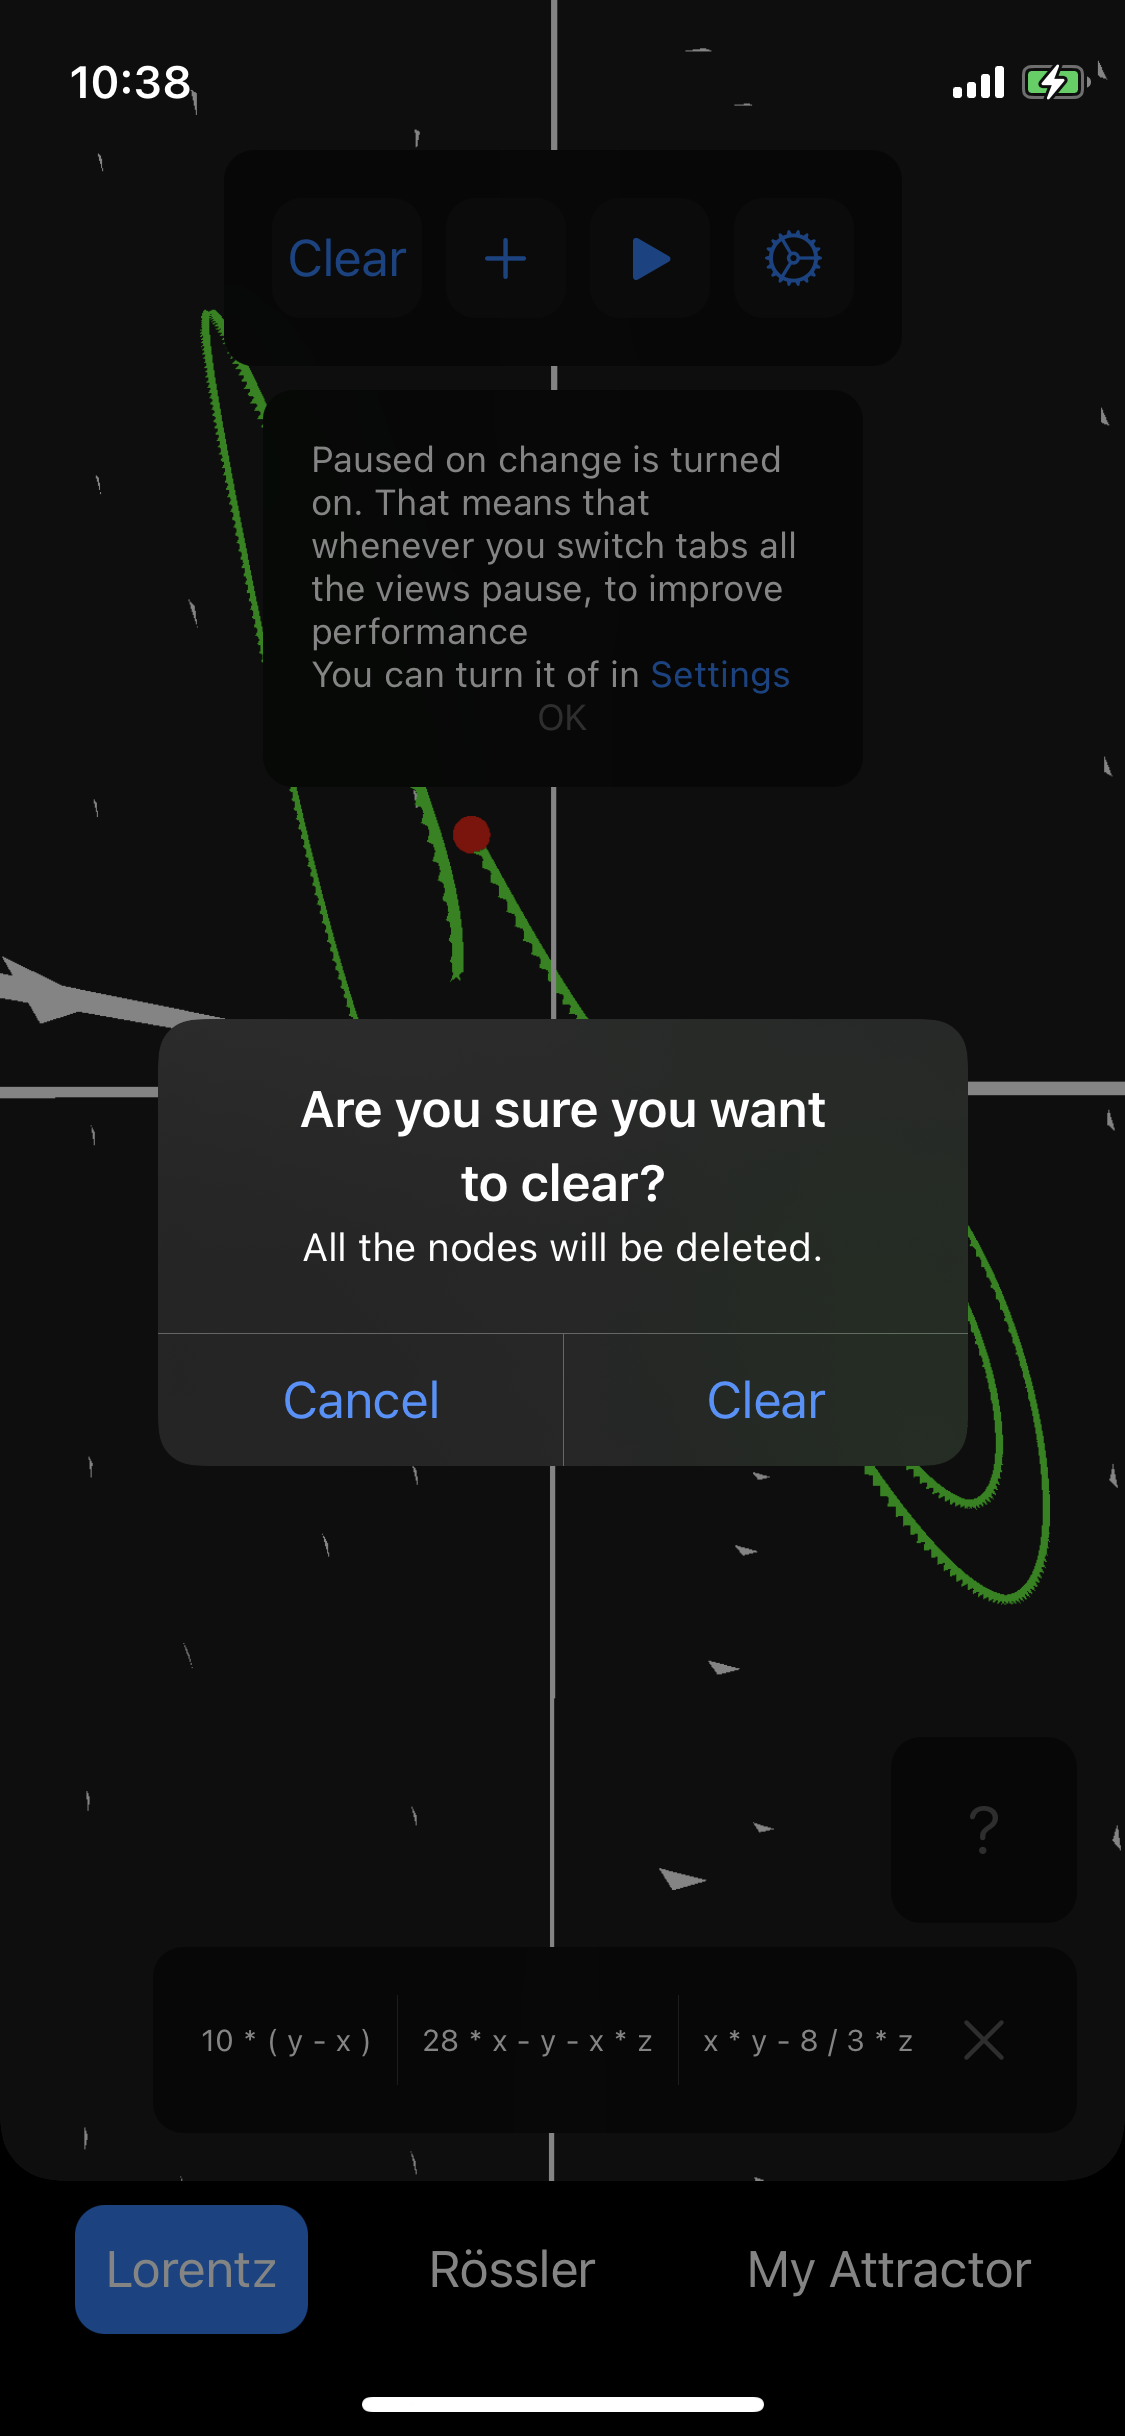 10:38
Clear
Paused on change is turned
on. That means that
whenever you switch tabs all
the views pause, to improve
performance
You can turn it of in Settings
OK
Are you sure you want
to clear?
All the nodes will be deleted.
Cancel
Clear
?
10 * ( y - x )
28 * x - y - x * z
x * y - 8 / 3 * z
Lorentz
Rössler
My Attractor